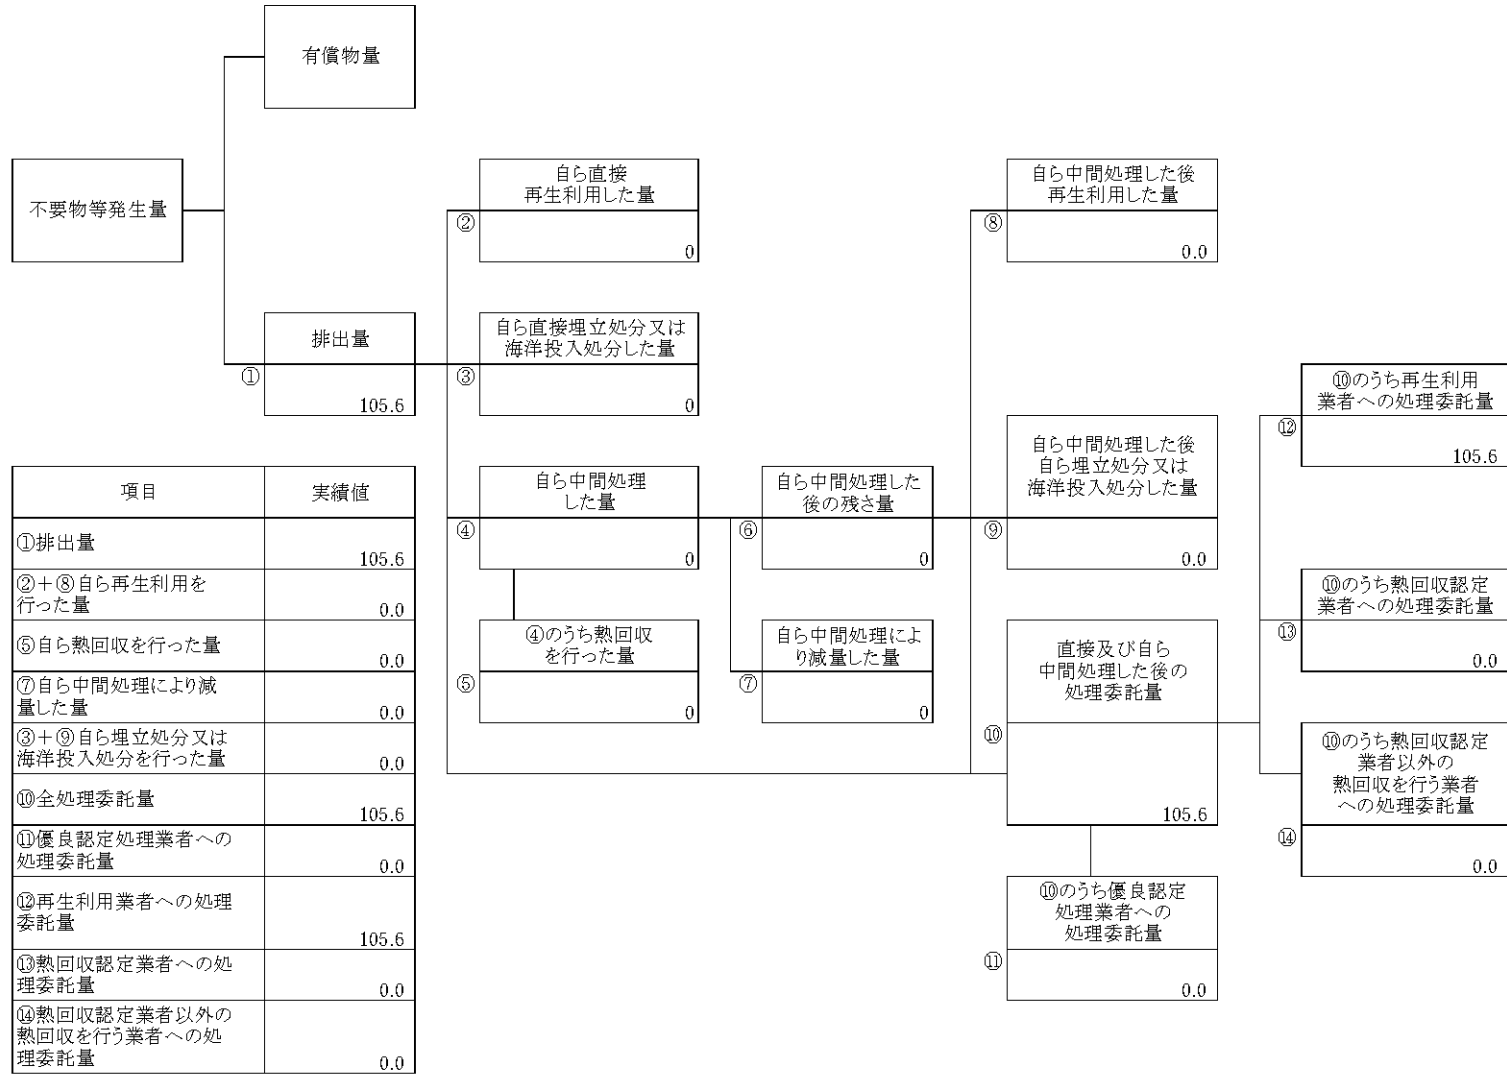 有償物量
不要物等発生量
自ら直接
再生利用した量
②
0
自ら中間処理した後
再生利用した量
⑧
0.0
排出量
①
105.6
自ら直接埋立処分又は
海洋投入処分した量
③
0
⑩のうち再生利用
業者への処理委託量
⑫
105.6
自ら中間処理
した量
④
0
自ら中間処理した
後の残さ量
⑥
0
自ら中間処理した後
自ら埋立処分又は
海洋投入処分した量
⑨
0.0
⑩のうち熱回収認定
業者への処理委託量
⑬
0.0
④のうち熱回収
を行った量
⑤
0
自ら中間処理によ
り減量した量
⑦
0
直接及び自ら
中間処理した後の
処理委託量
⑩
105.6
⑩のうち熱回収認定
業者以外の
熱回収を行う業者
への処理委託量
⑭
0.0
⑩のうち優良認定
処理業者への
処理委託量
⑪
0.0
項目 実績値
①排出量
105.6
②+⑧自ら再生利用を
行った量 0.0
⑤自ら熱回収を行った量
0.0
⑦自ら中間処理により減
量した量 0.0
③+⑨自ら埋立処分又は
海洋投入処分を行った量 0.0
⑩全処理委託量
105.6
⑪優良認定処理業者への
処理委託量 0.0
⑫再生利用業者への処理
委託量
105.6
⑬熱回収認定業者への処
理委託量 0.0
⑭熱回収認定業者以外の
熱回収を行う業者への処
理委託量 0.0